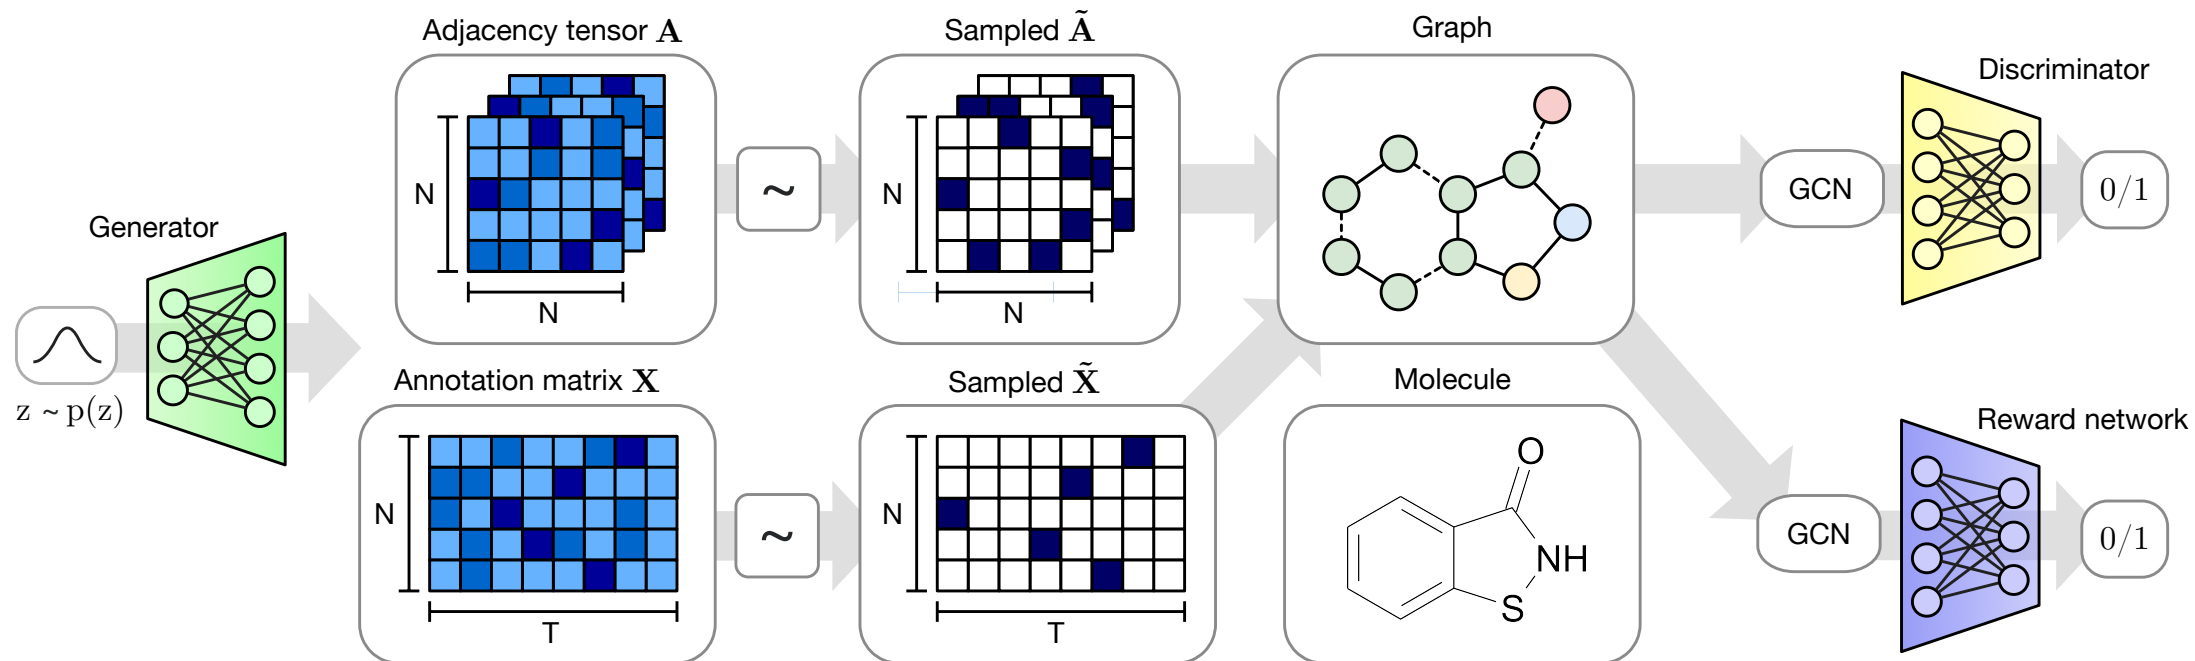 Generator
z ~ p(z)
Adjacency tensor A
N
N
~
Sampled Ã
N
N
Annotation matrix X
N
T
~
Sampled X̃
N
T
Graph
Molecule
O
NH
S
GCN
Discriminator
0/1
GCN
Reward network
0/1